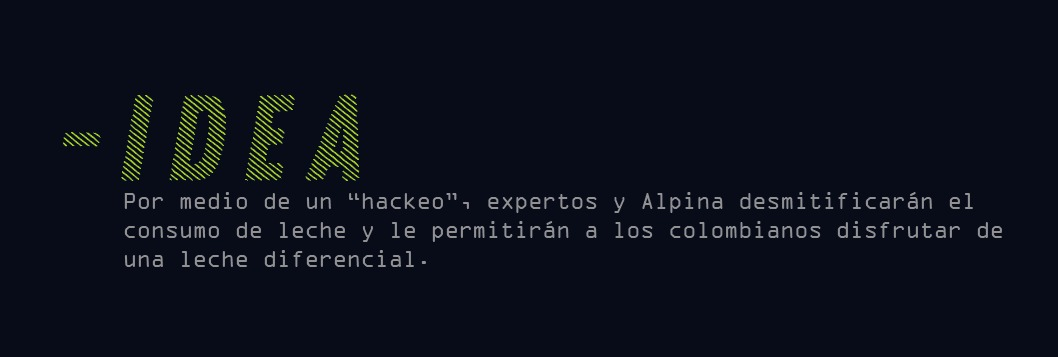 -IDEA
Por medio de un “hackeo”, expertos y Alpina desmitificarán el
consumo de leche y le permitirán a los colombianos disfrutar de
una leche diferencial.